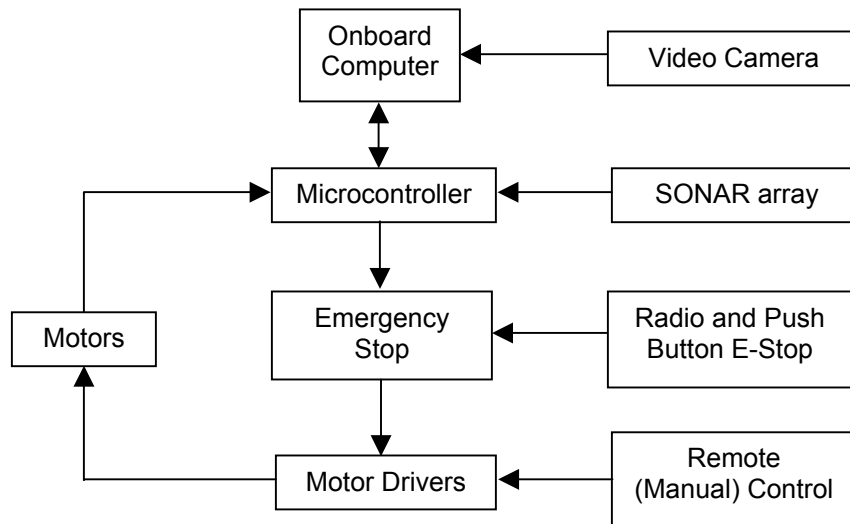 Onboard
Computer
Video Camera
Microcontroller
SONAR array
Motors
Emergency
Stop
Radio and Push
Button E-Stop
Motor Drivers
Remote
(Manual) Control